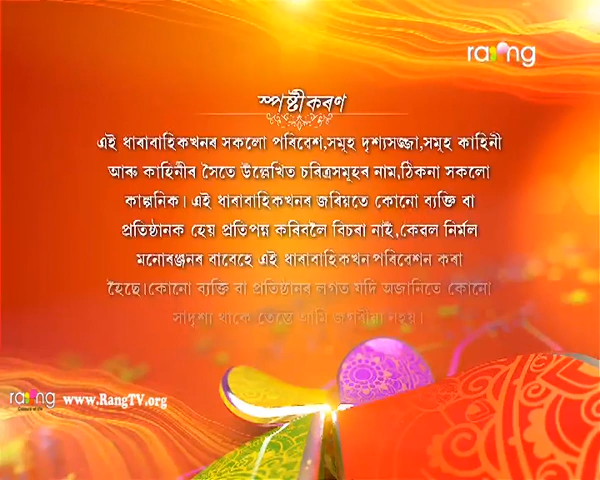 rang
স্পষ্টীকৰণ
এই ধাৰাবাহিকখনৰ সকলো পৰিবেশ,সমূহ দৃশ্যসজ্জা,সমূহ কাহিনী
আৰু কাহিনীৰ সৈতে উল্লেখিত চৰিত্ৰসমূহৰ নাম,ঠিকনা সকলো
কাল্পনিক। এই ধাৰাবাহিকখনৰ জৰিয়তে কোনো ব্যক্তি বা
প্ৰতিষ্ঠানক হেয় প্ৰতিপন্ন কৰিবলৈ বিচৰা নাই,কেৱল নিৰ্মল
মনোৰঞ্জনৰ বাবেহে এই ধাৰাবাহিকখন পৰিবেশন কৰা
হৈছে।কোনো ব্যক্তি বা প্ৰতিষ্ঠানৰ লগত যদি অজানিতে কোনো
সাদৃশ্য থাকে তেন্তে আমি জগৰীয়া নহয়।
rang www.RangTV.org